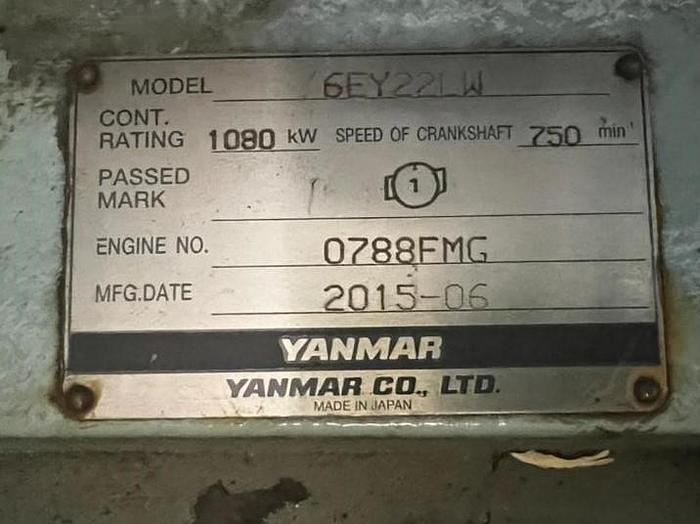 MODEL 6EY22LW
CONT. RATING 1080 kW SPEED OF CRANKSHAFT 750 min⁻¹
PASSED MARK 1
ENGINE NO. 0788FMG
MFG.DATE 2015-06
YANMAR
YANMAR CO., LTD.
MADE IN JAPAN